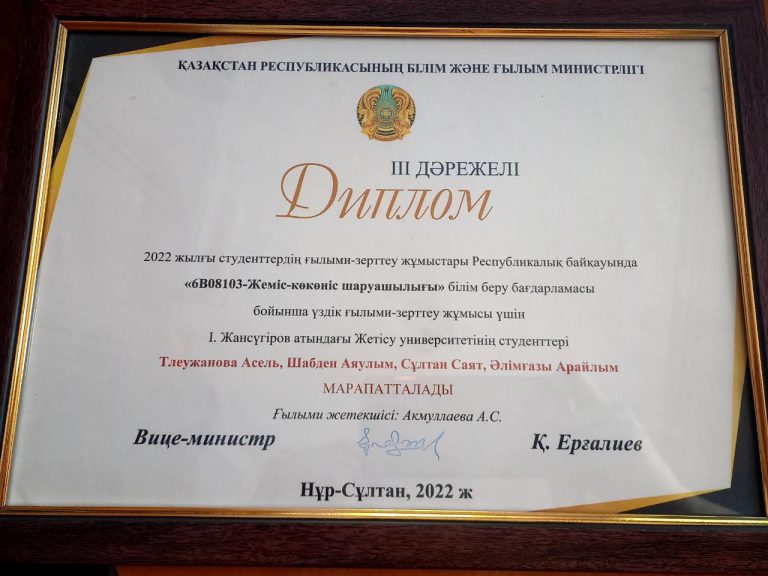 ҚАЗАҚСТАН РЕСПУБЛИКАСЫНЫҢ БІЛІМ ЖӘНЕ ҒЫЛЫМ МИНИСТРЛІГІ
III ДӘРЕЖЕЛІ
Диплом
2022 жылғы студенттердің ғылыми-зерттеу жұмыстары Республикалық байқауында
«6В08103-Жеміс-көкөніс шаруашылығы» білім беру бағдарламасы
бойынша үздік ғылыми-зерттеу жұмысы үшін
І. Жансүгіров атындағы Жетісу университетінің студенттері
Тлеужанова Асель, Шабден Аяулым, Сұлтан Саят, Әлімғазы Арайлым
МАРАПАТТАЛАДЫ
Ғылыми жетекшісі: Акмуллаева А.С.
Вице-министр Қ. Ерғалиев
Нұр-Сұлтан, 2022 ж